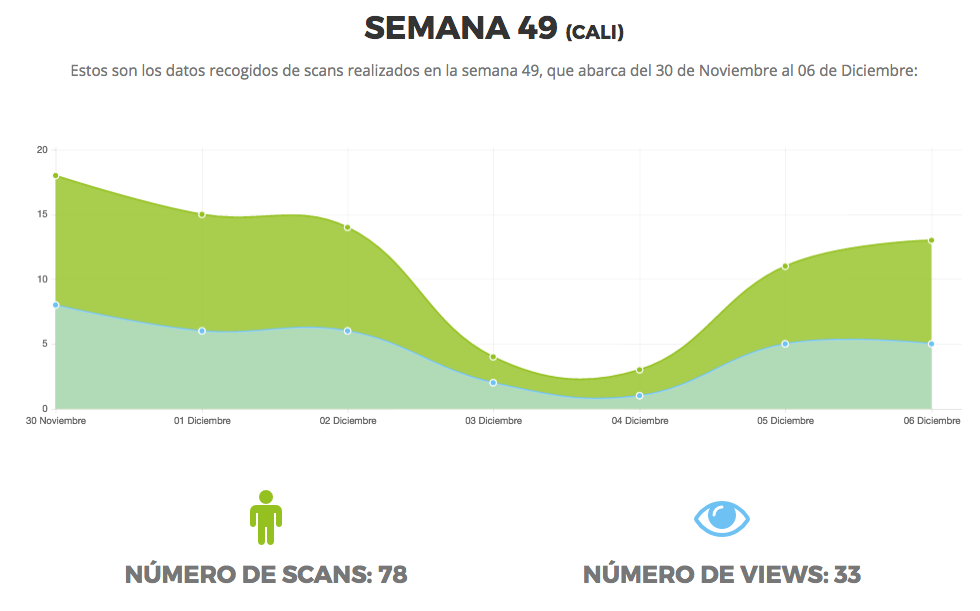 SEMANA 49 (CALI)
Estos son los datos recogidos de scans realizados en la semana 49, que abarca del 30 de Noviembre al 06 de Diciembre:
20
15
10
5
0
30 Noviembre 01 Diciembre 02 Diciembre 03 Diciembre 04 Diciembre 05 Diciembre 06 Diciembre
NÚMERO DE SCANS: 78 NÚMERO DE VIEWS: 33